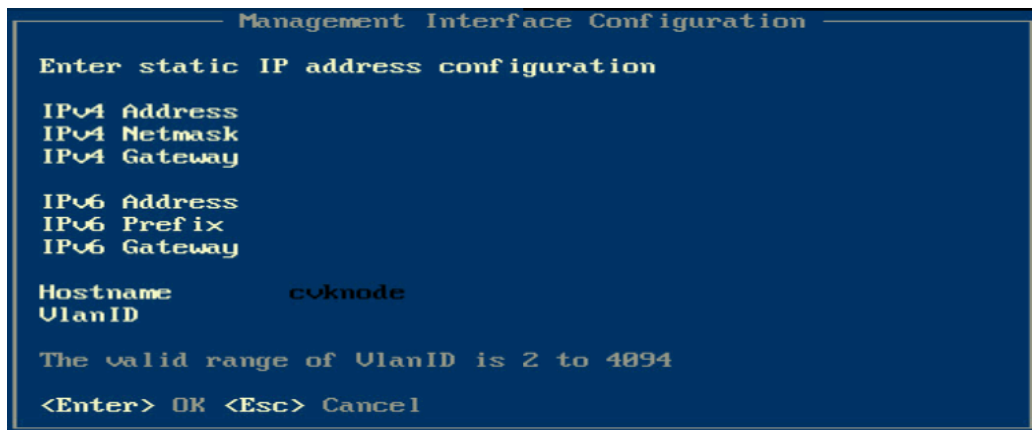 Management Interface Configuration
Enter static IP address configuration
IPv4 Address
IPv4 Netmask
IPv4 Gateway
IPv6 Address
IPv6 Prefix
IPv6 Gateway
Hostname cvknode
VlanID
The valid range of VlanID is 2 to 4094
<Enter> OK <Esc> Cancel